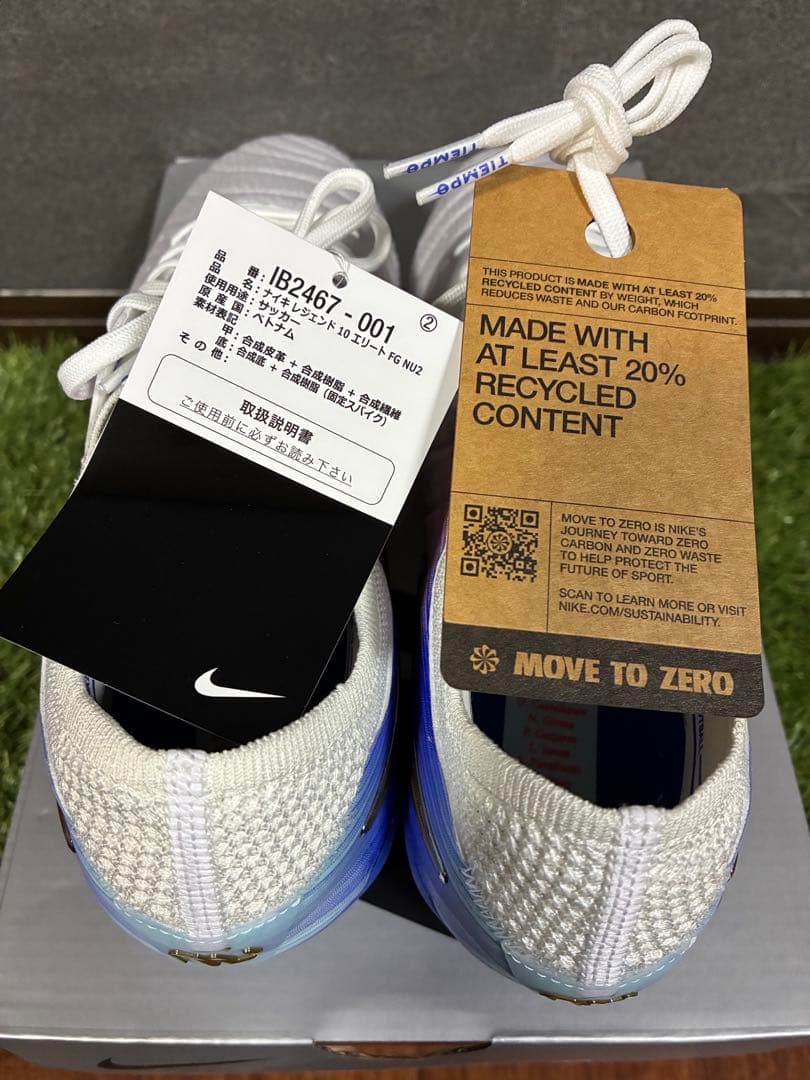 TIEMPO
TIEMPO
品 番 : IB2467 - 001 ②
品 名 : ナイキ レジェンド 10 エリート FG NU2
使用用途 : サッカー
原 産 国 : ベトナム
素材表記
甲 : 合成皮革 + 合成樹脂 + 合成繊維
底 : 合成底 + 合成樹脂 (固定スパイク)
そ の 他 :
取扱説明書
ご使用前に必ずお読み下さい
THIS PRODUCT IS MADE WITH AT LEAST 20%
RECYCLED CONTENT BY WEIGHT, WHICH
REDUCES WASTE AND OUR CARBON FOOTPRINT.
MADE WITH
AT LEAST 20%
RECYCLED
CONTENT
MOVE TO ZERO IS NIKE'S
JOURNEY TOWARD ZERO
CARBON AND ZERO WASTE
TO HELP PROTECT THE
FUTURE OF SPORT.
SCAN TO LEARN MORE OR VISIT
NIKE.COM/SUSTAINABILITY.
MOVE TO ZERO